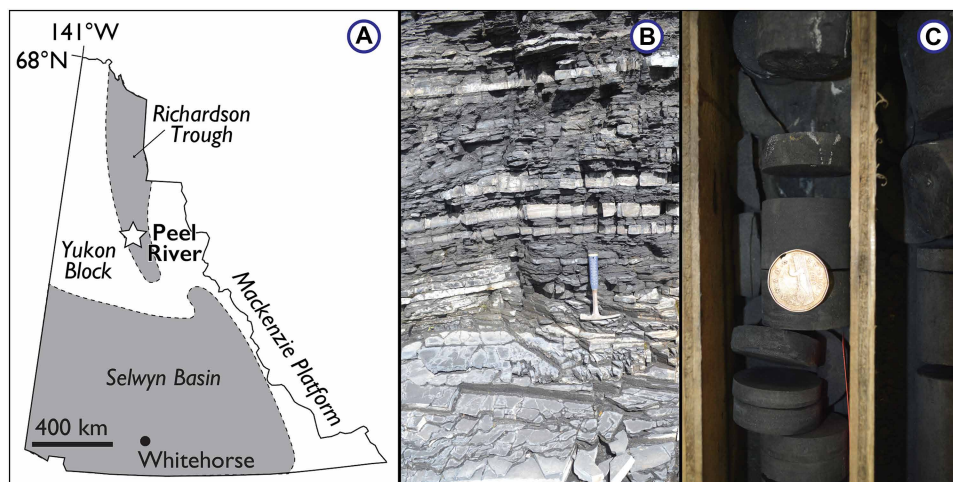 141°W
68°N
A
Richardson
Trough
Peel
River
Yukon
Block
Mackenzie Platform
Selwyn Basin
400 km
Whitehorse
B
C